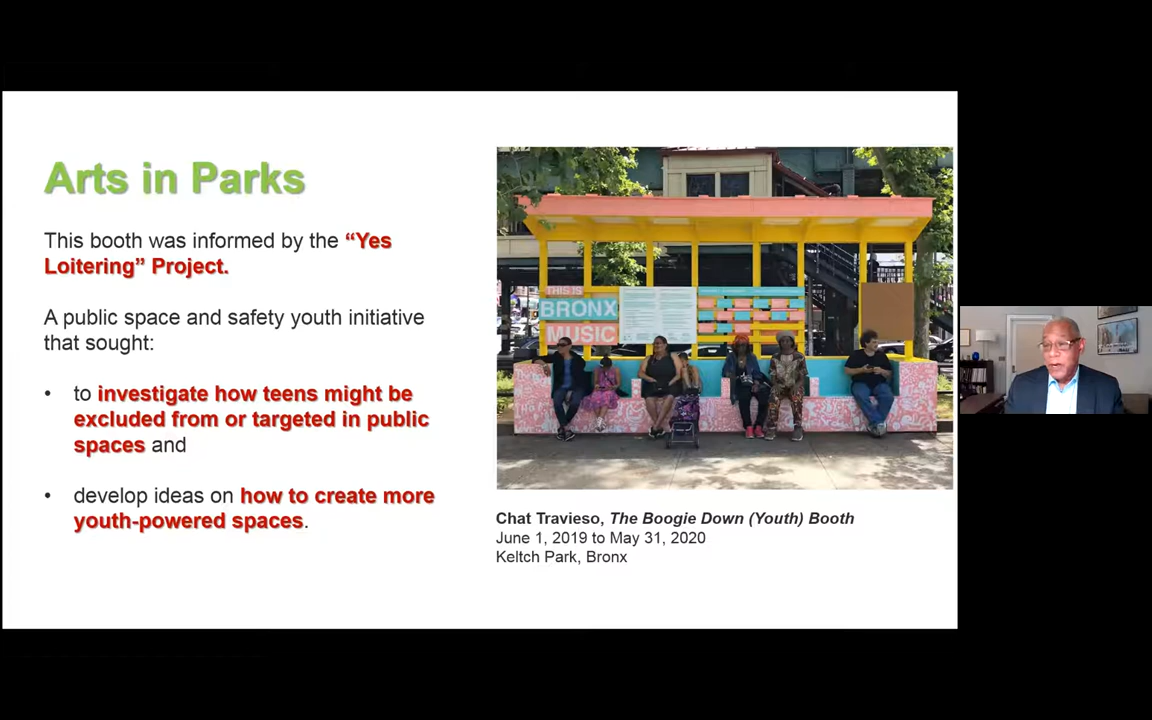 Arts in Parks
This booth was informed by the “Yes
Loitering” Project.
A public space and safety youth initiative
that sought:
• to investigate how teens might be
excluded from or targeted in public
spaces and
• develop ideas on how to create more
youth-powered spaces.
THIS IS
BRONX
MUSIC
Chat Travieso, The Boogie Down (Youth) Booth
June 1, 2019 to May 31, 2020
Keltch Park, Bronx